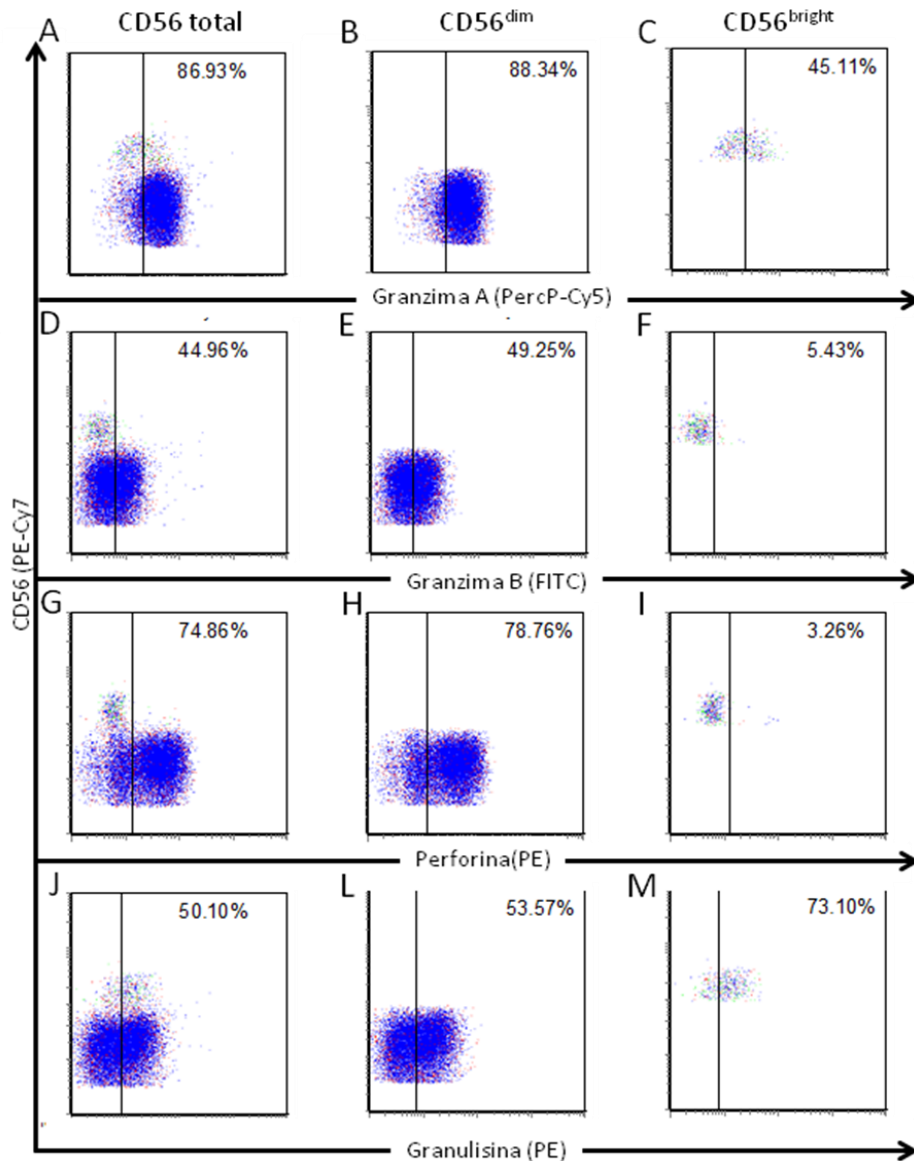 CD56 total
CD56dim
CD56bright
A
B
C
86.93%
88.34%
45.11%
Granzima A (PercP-Cy5)
D
E
F
44.96%
49.25%
5.43%
CD56 (PE-Cy7
Granzima B (FITC)
G
H
I
74.86%
78.76%
3.26%
Perforina(PE)
J
L
M
50.10%
53.57%
73.10%
Granulisina (PE)